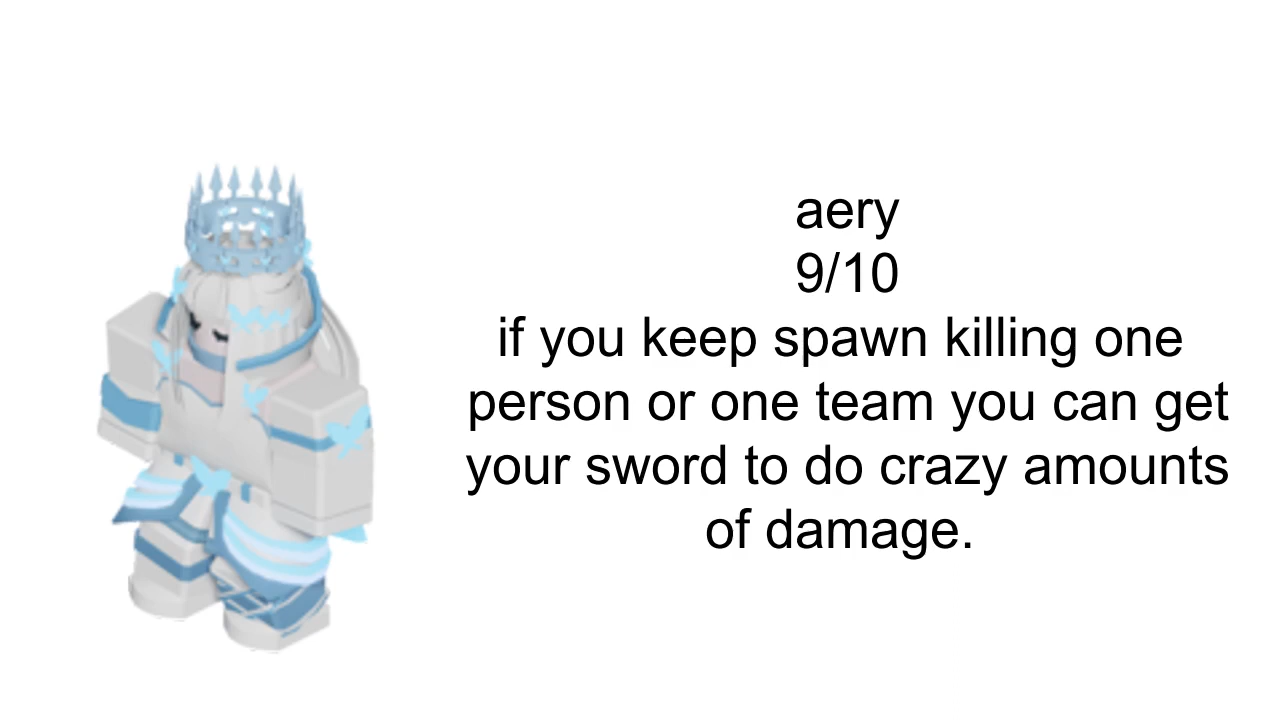 aery
9/10
if you keep spawn killing one
person or one team you can get
your sword to do crazy amounts
of damage.